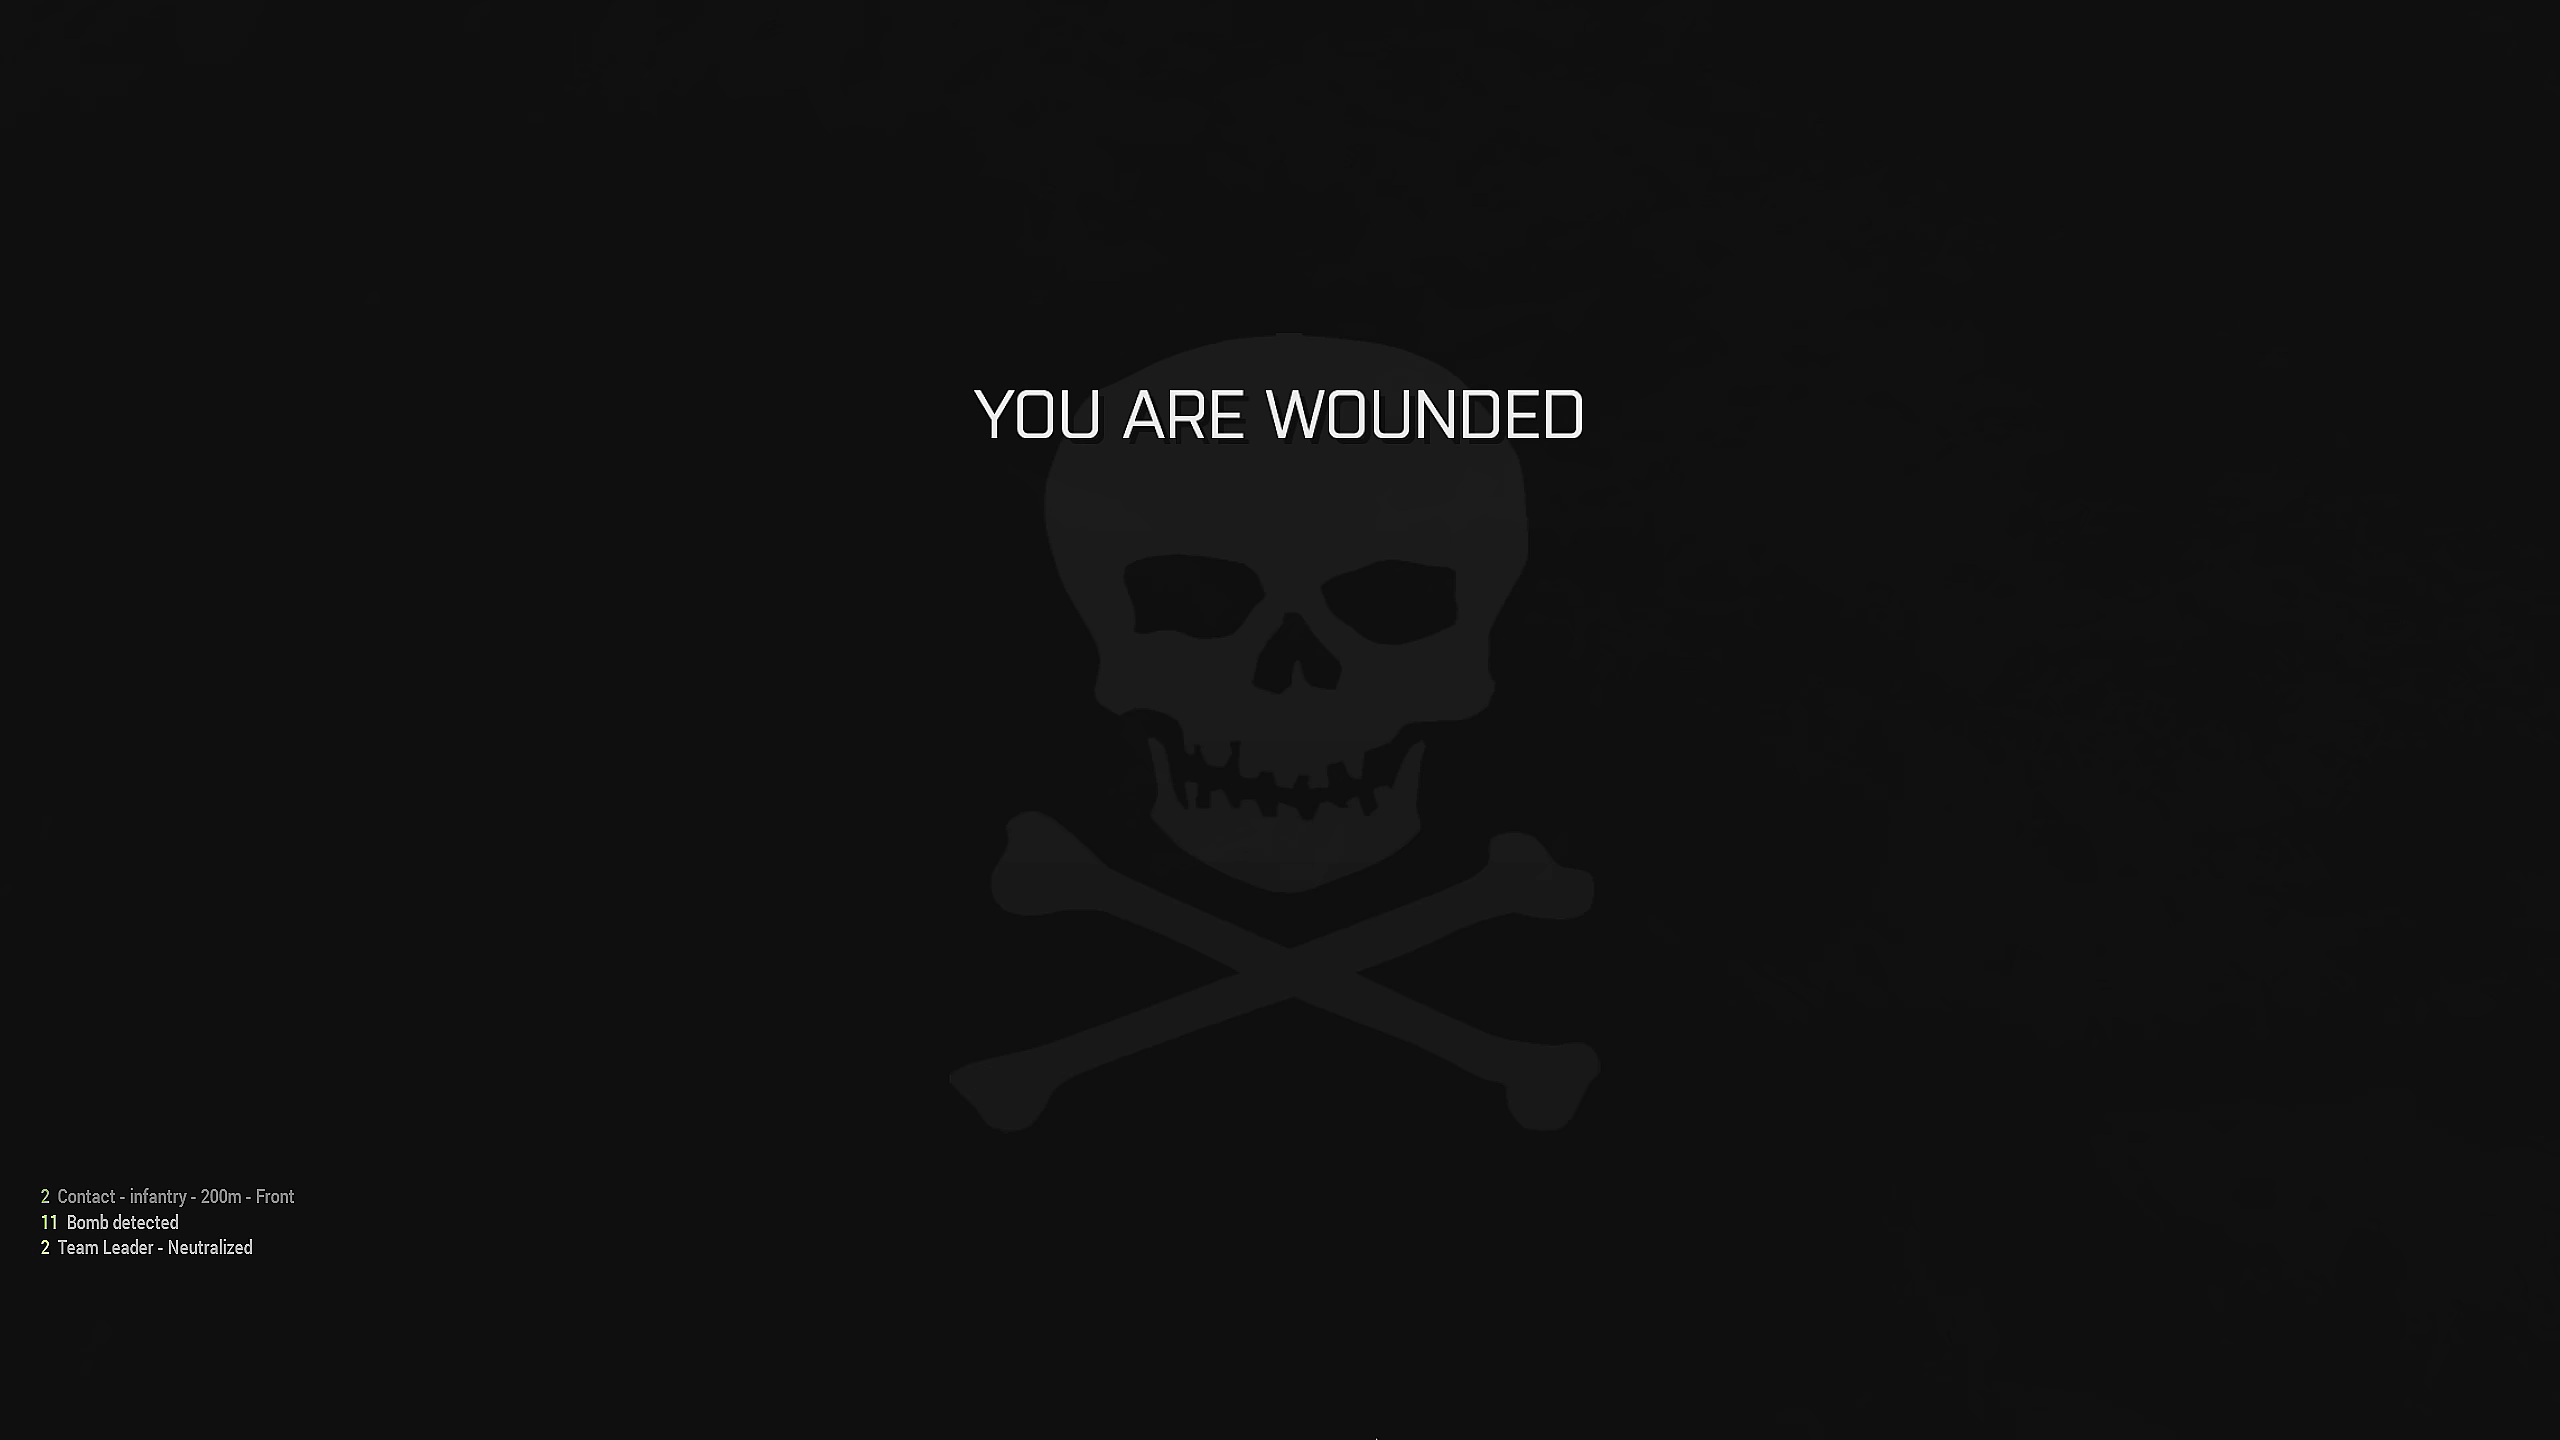 YOU ARE WOUNDED
2 Contact - infantry - 200m - Front
11 Bomb detected
2 Team Leader - Neutralized